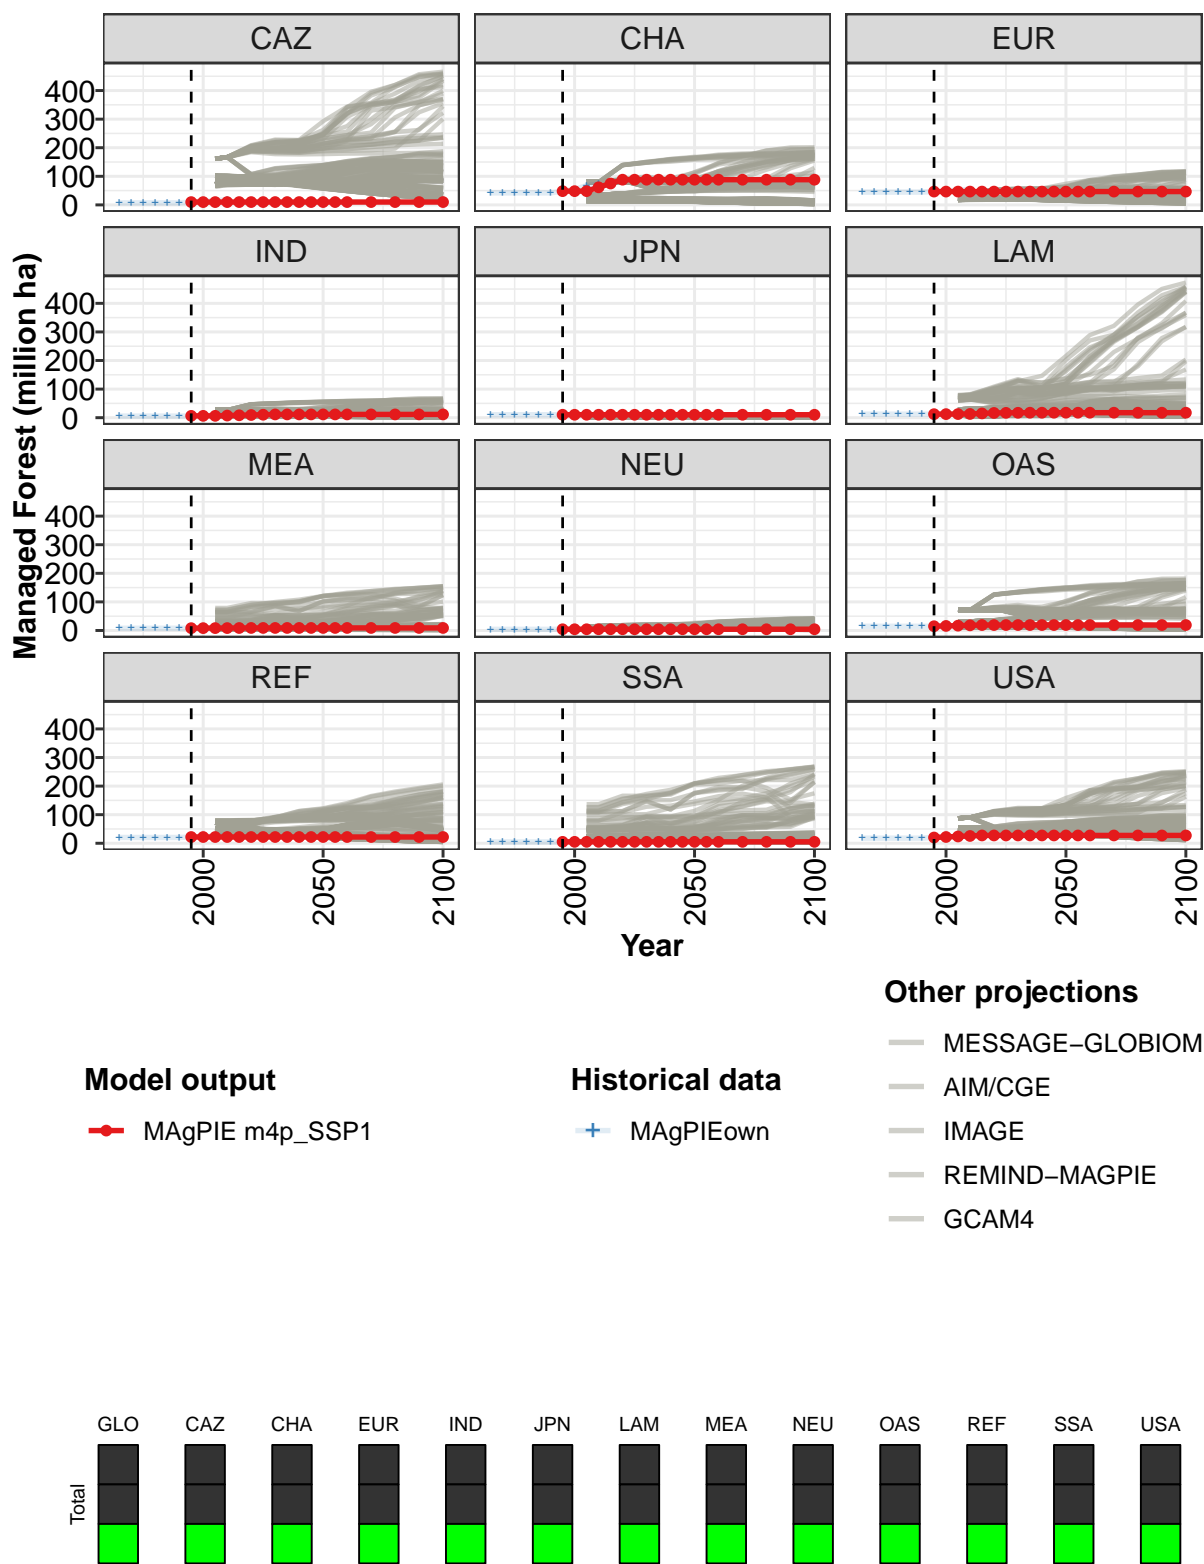 CAZ CHA EUR
400
300
200
100
0
IND JPN LAM
400
300
200
100
0
MEA NEU OAS
400
300
200
100
0
REF SSA USA
400
300
200
100
0
Managed Forest (million ha)
2000 2050 2100 2000 2050 2100 2000 2050 2100
Year
Model output
MAgPIE m4p_SSP1
Historical data
MAgPIEown
Other projections
MESSAGE−GLOBIOM
AIM/CGE
IMAGE
REMIND−MAGPIE
GCAM4
GLO CAZ CHA EUR IND JPN LAM MEA NEU OAS REF SSA USA
Total